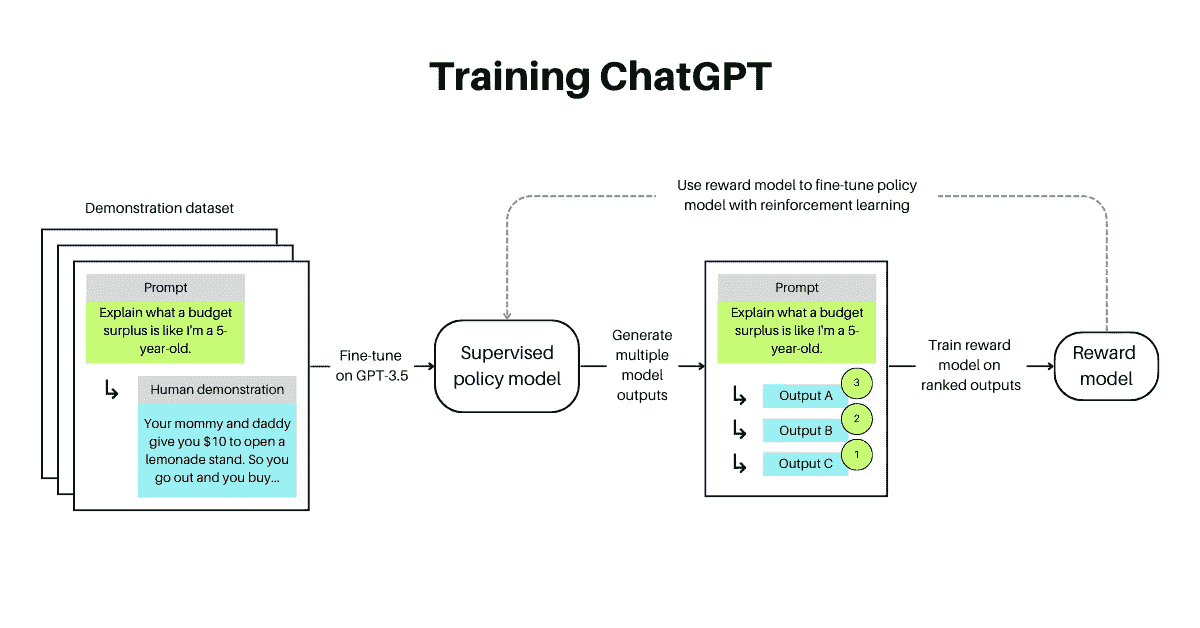 Training ChatGPT
Demonstration dataset
Prompt
Explain what a budget
surplus is like I'm a 5-
year-old.
Human demonstration
Your mommy and daddy
give you $10 to open a
lemonade stand. So you
go out and you buy...
Fine-tune
on GPT-3.5
Supervised
policy model
Use reward model to fine-tune policy
model with reinforcement learning
Generate
multiple
model
outputs
Prompt
Explain what a budget
surplus is like I'm a 5-
year-old.
Output A
3
Output B
2
Output C
1
Train reward
model on
ranked outputs
Reward
model